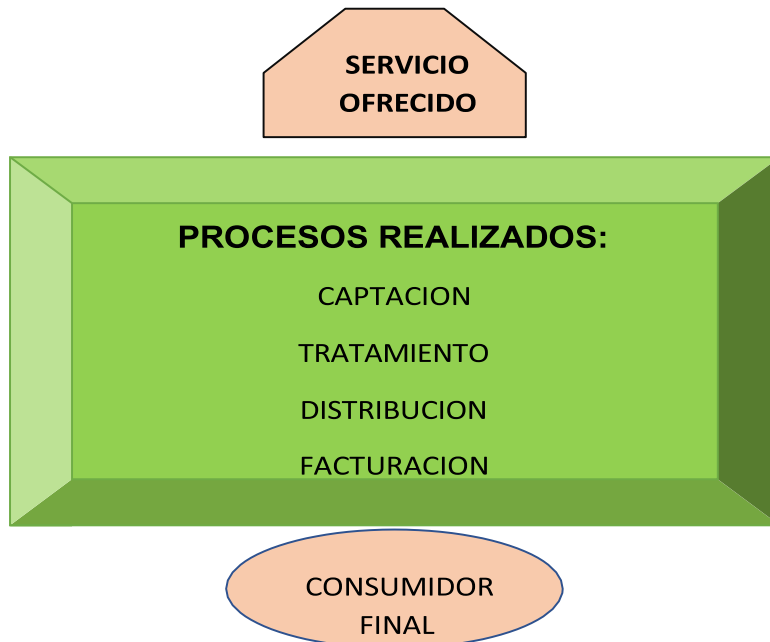 SERVICIO
OFRECIDO
PROCESOS REALIZADOS:
CAPTACION
TRATAMIENTO
DISTRIBUCION
FACTURACION
CONSUMIDOR
FINAL